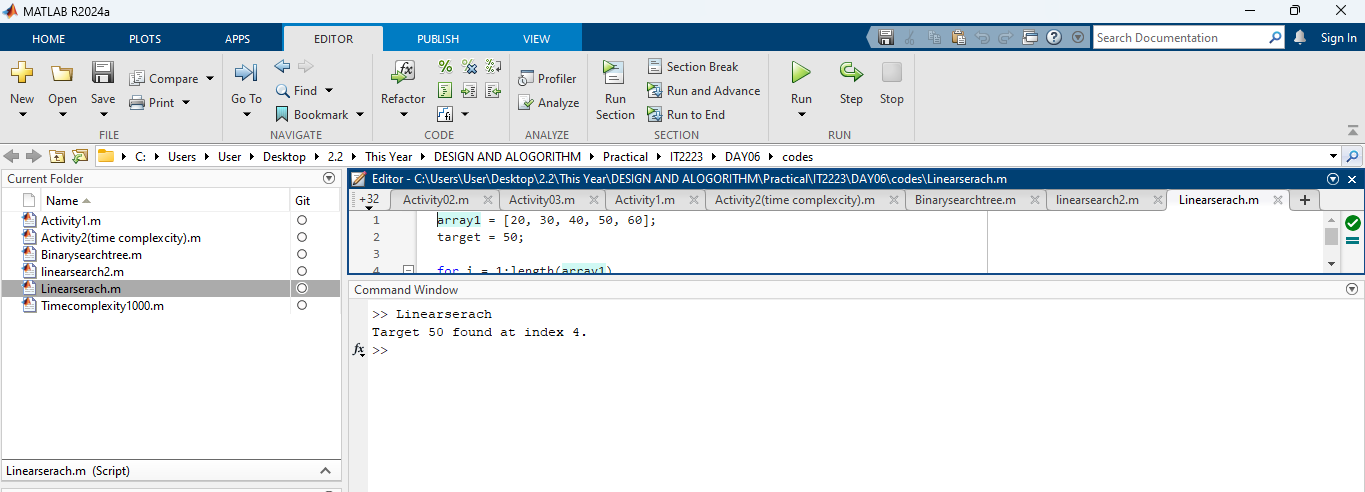 MATLAB R2024a
HOME PLOTS APPS EDITOR PUBLISH VIEW Search Documentation Sign In
New Open Save Compare Print Go To Find Bookmark Refactor Profiler Analyze Run Section Section Break Run and Advance Run to End Run Step Stop
FILE NAVIGATE CODE ANALYZE SECTION RUN
C: Users User Desktop 2.2 This Year DESIGN AND ALOGORITHM Practical IT2223 DAY06 codes
Current Folder
Name Git
Activity1.m
Activity2(time complexcity).m
Binarysearchtree.m
linearsearch2.m
Linearserach.m
Timecomplexity1000.m
Linearserach.m (Script)
Editor - C:\Users\User\Desktop\2.2\This Year\DESIGN AND ALOGORITHM\Practical\IT2223\DAY06\codes\Linearserach.m
+32 Activity02.m Activity03.m Activity1.m Activity2(time complexcity).m Binarysearchtree.m linearsearch2.m Linearserach.m
1 array1 = [20, 30, 40, 50, 60];
2 target = 50;
3
4 for i = 1:length(array1)
Command Window
>> Linearserach
Target 50 found at index 4.
fx >>